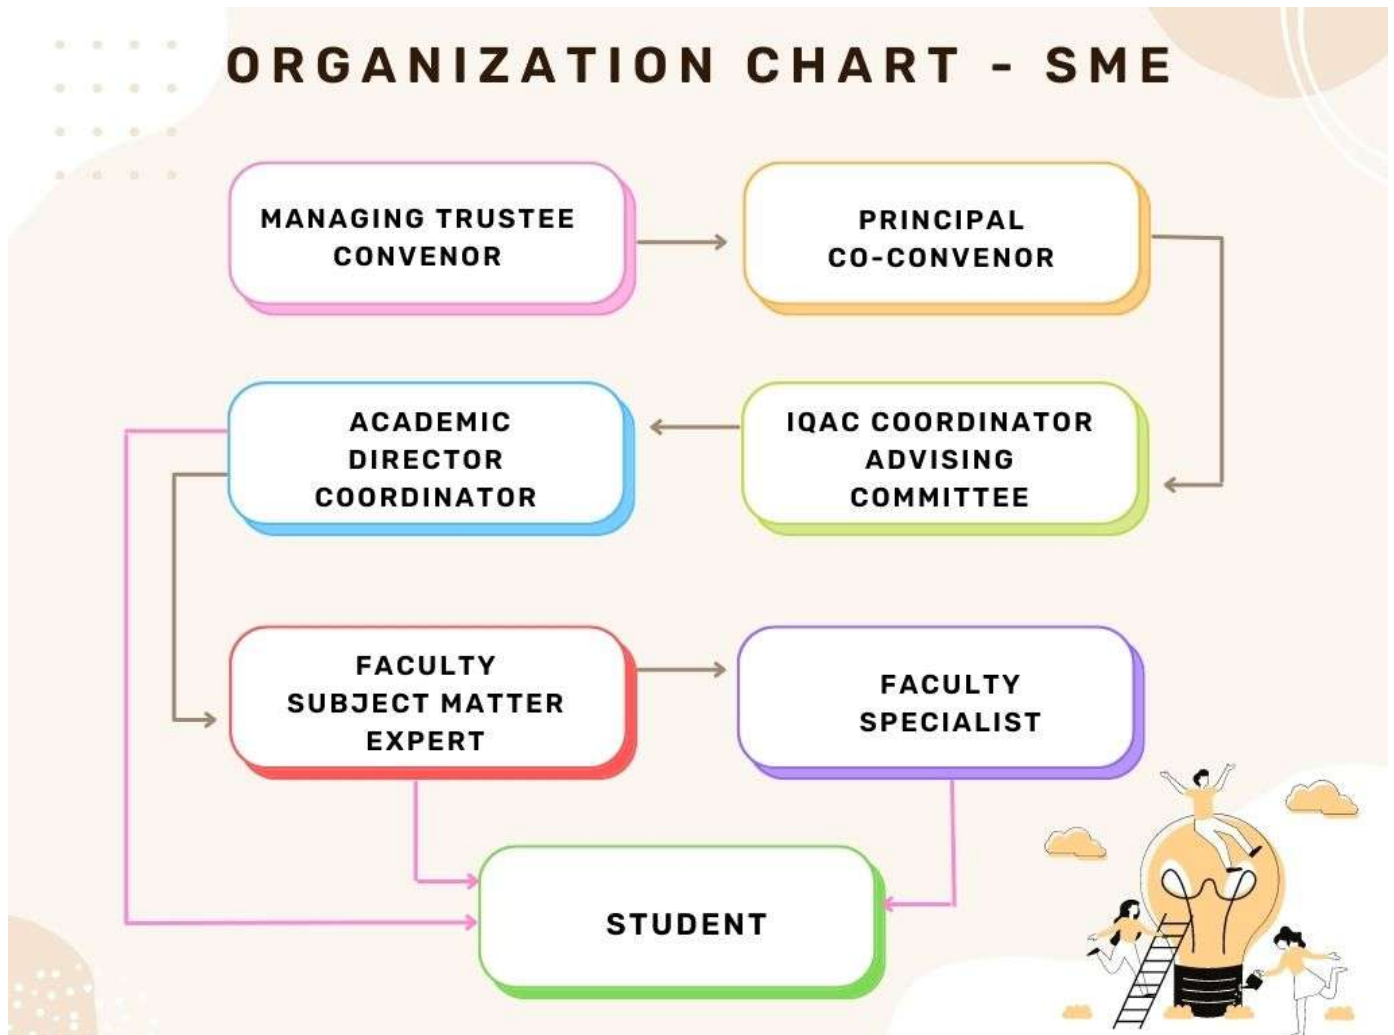 ORGANIZATION CHART - SME
MANAGING TRUSTEE
CONVENOR
PRINCIPAL
CO-CONVENOR
ACADEMIC
DIRECTOR
COORDINATOR
IQAC COORDINATOR
ADVISING
COMMITTEE
FACULTY
SUBJECT MATTER
EXPERT
FACULTY
SPECIALIST
STUDENT